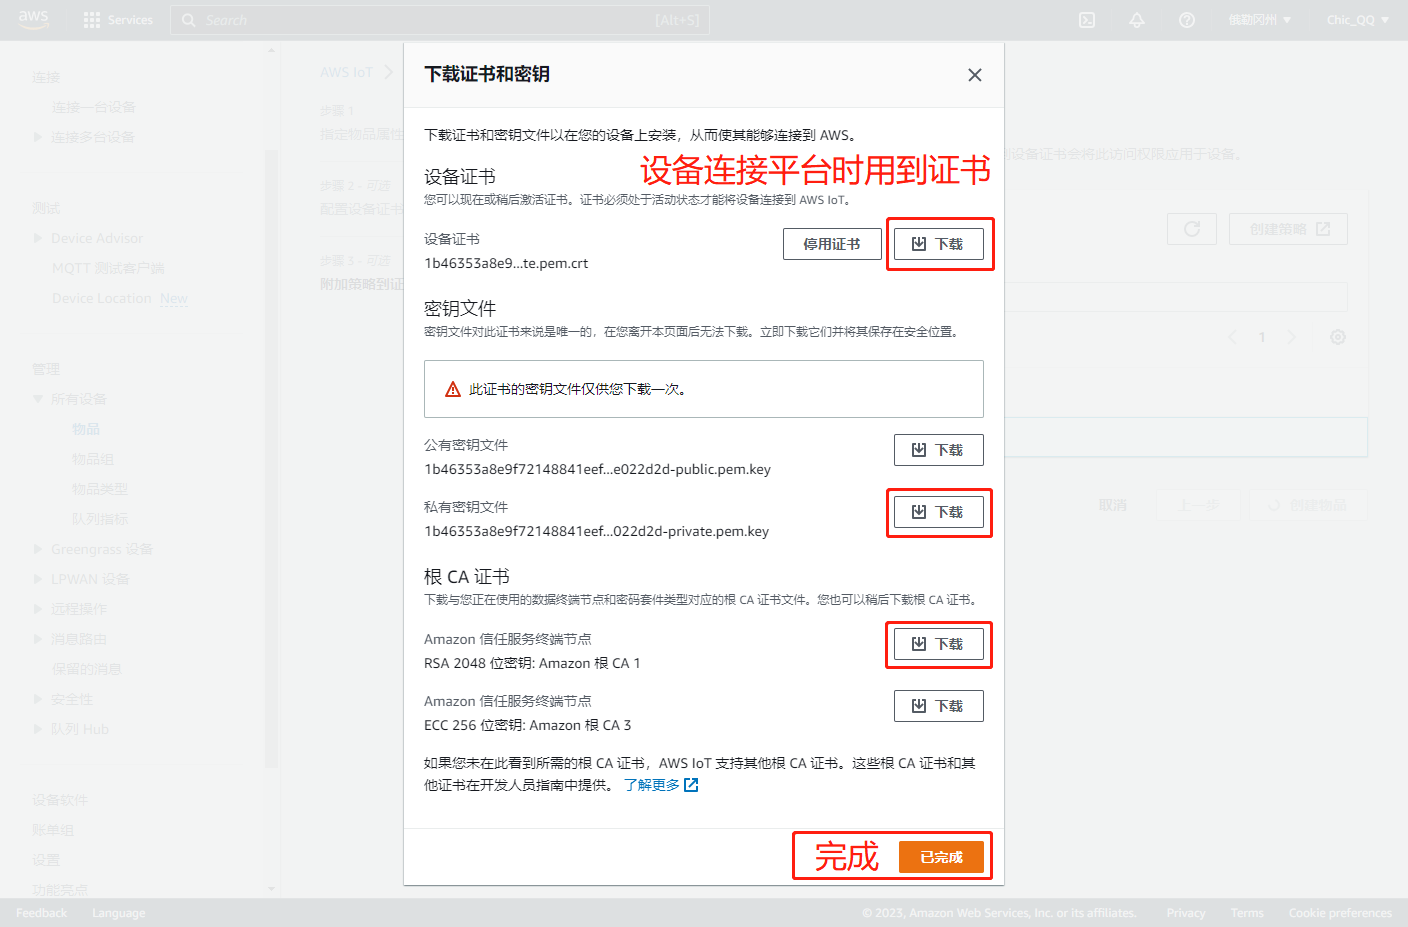 aws
Services
Search
[Alt+S]
俄勒冈州
Chic_QQ
连接
连接一台设备
连接多台设备
测试
Device Advisor
MQTT 测试客户端
Device Location New
管理
所有设备
物品
物品组
物品类型
队列指标
Greengrass 设备
LPWAN 设备
远程操作
消息路由
保留的消息
安全性
队列 Hub
设备软件
账单组
设置
功能亮点
AWS IoT
步骤 1
指定物品属性
步骤 2 - 可选
配置设备证书
步骤 3 - 可选
附加策略到证
下载证书和密钥
下载证书和密钥文件以在您的设备上安装，从而使其能够连接到 AWS。
设备连接平台时用到证书
设备证书
您可以现在或稍后激活证书。证书必须处于活动状态才能将设备连接到 AWS IoT。
设备证书
1b46353a8e9...te.pem.crt
停用证书
下载
密钥文件
密钥文件对此证书来说是唯一的，在您离开本页面后无法下载。立即下载它们并将其保存在安全位置。
此证书的密钥文件仅供您下载一次。
公有密钥文件
1b46353a8e9f72148841eef...e022d2d-public.pem.key
下载
私有密钥文件
1b46353a8e9f72148841eef...022d2d-private.pem.key
下载
根 CA 证书
下载与您正在使用的数据终端节点和密码套件类型对应的根 CA 证书文件。您也可以稍后下载根 CA 证书。
Amazon 信任服务终端节点
RSA 2048 位密钥: Amazon 根 CA 1
下载
Amazon 信任服务终端节点
ECC 256 位密钥: Amazon 根 CA 3
下载
如果您未在此看到所需的根 CA 证书，AWS IoT 支持其他根 CA 证书。这些根 CA 证书和其
他证书在开发人员指南中提供。 了解更多
完成
已完成
设备证书会将此访问权限应用于设备。
创建策略
1
取消
上一步
创建物品
Feedback
Language
© 2023, Amazon Web Services, Inc. or its affiliates.
Privacy
Terms
Cookie preferences